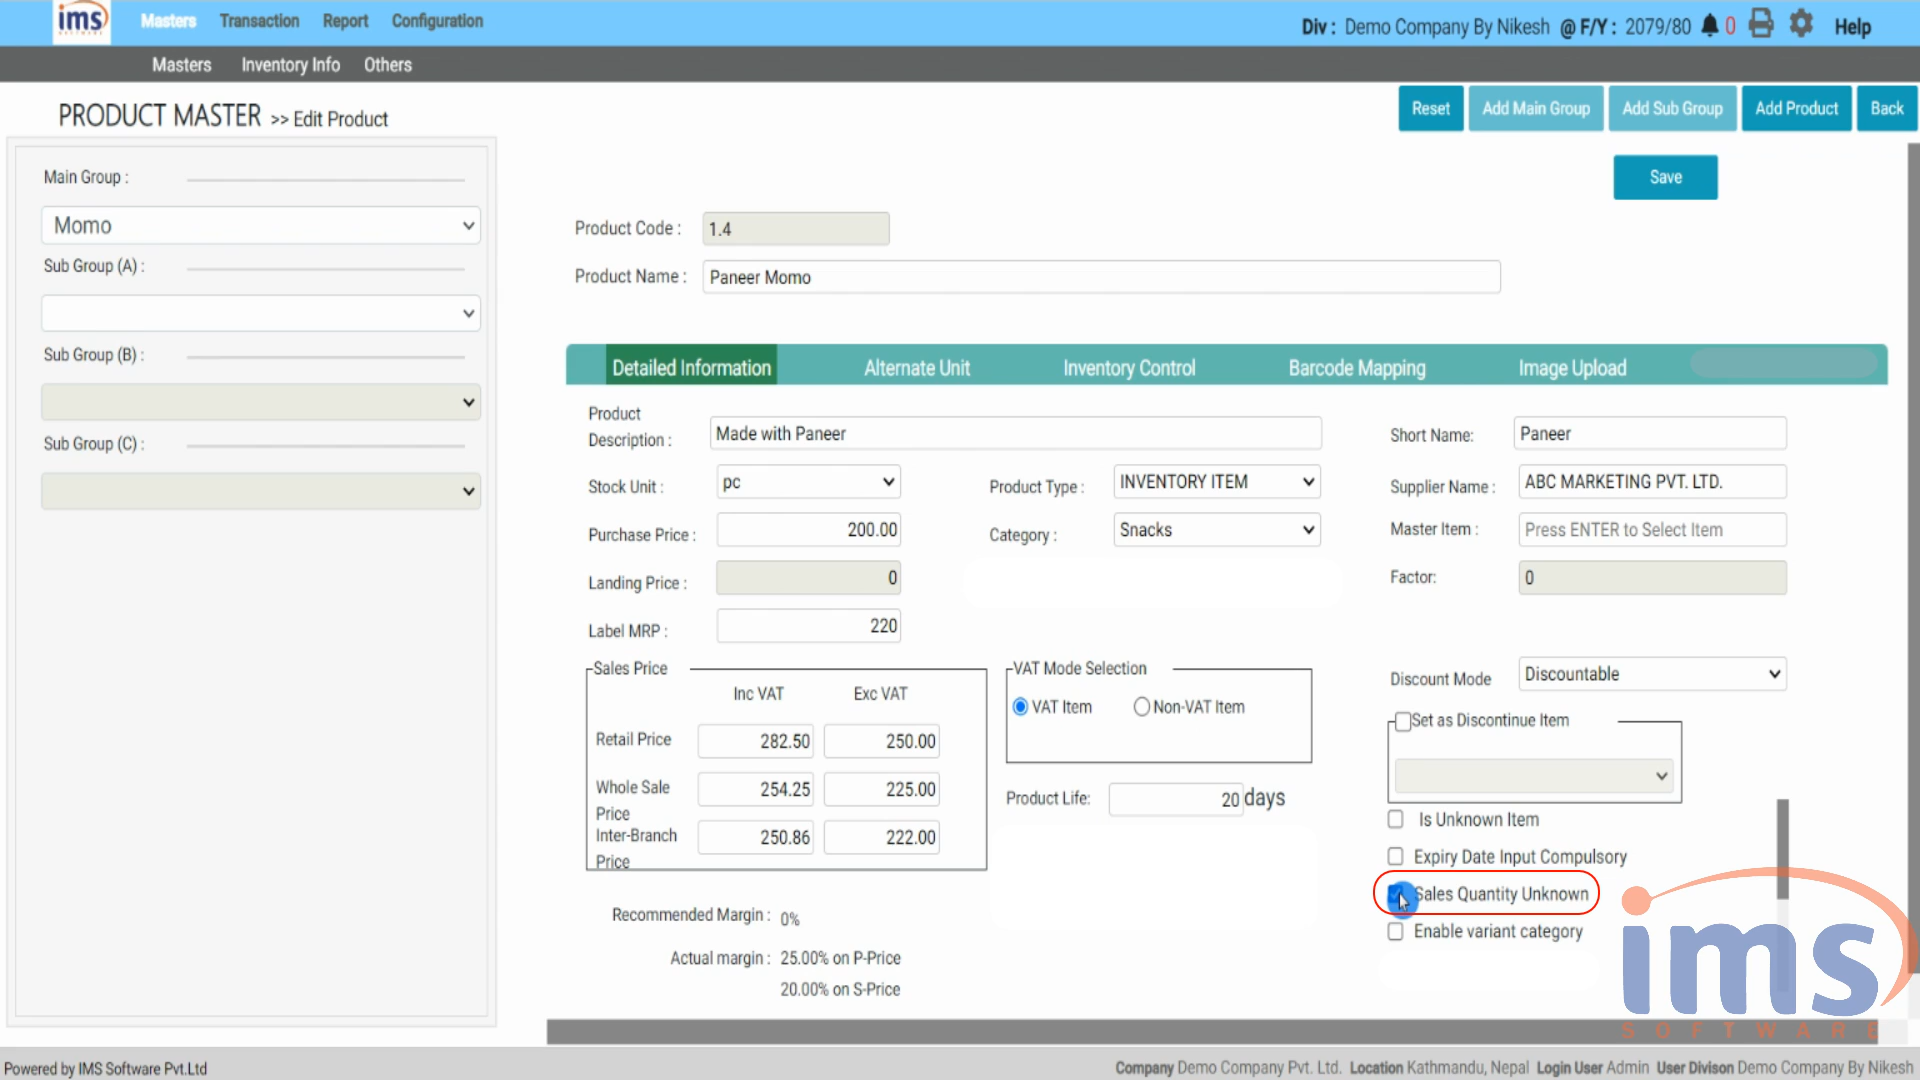 ims
SOFTWARE
Masters Transaction Report Configuration
Div : Demo Company By Nikesh @ F/Y : 2079/80 0 Help
Masters Inventory Info Others
PRODUCT MASTER >> Edit Product
Reset Add Main Group Add Sub Group Add Product Back
Save
Main Group :
Momo
Sub Group (A) :
Sub Group (B) :
Sub Group (C) :
Product Code : 1.4
Product Name : Paneer Momo
Detailed Information Alternate Unit Inventory Control Barcode Mapping Image Upload
Product
Description : Made with Paneer
Short Name: Paneer
Stock Unit : pc
Product Type : INVENTORY ITEM
Supplier Name : ABC MARKETING PVT. LTD.
Purchase Price : 200.00
Category : Snacks
Master Item : Press ENTER to Select Item
Landing Price : 0
Factor: 0
Label MRP : 220
Sales Price
Inc VAT Exc VAT
Retail Price 282.50 250.00
Whole Sale
Price 254.25 225.00
Inter-Branch
Price 250.86 222.00
VAT Mode Selection
VAT Item Non-VAT Item
Product Life: 20 days
Discount Mode Discountable
Set as Discontinue Item
Is Unknown Item
Expiry Date Input Compulsory
Sales Quantity Unknown
Enable variant category
Recommended Margin : 0%
Actual margin : 25.00% on P-Price
20.00% on S-Price
ims
SOFTWARE
Powered by IMS Software Pvt.Ltd
Company Demo Company Pvt. Ltd. Location Kathmandu, Nepal Login User Admin User Divison Demo Company By Nikesh